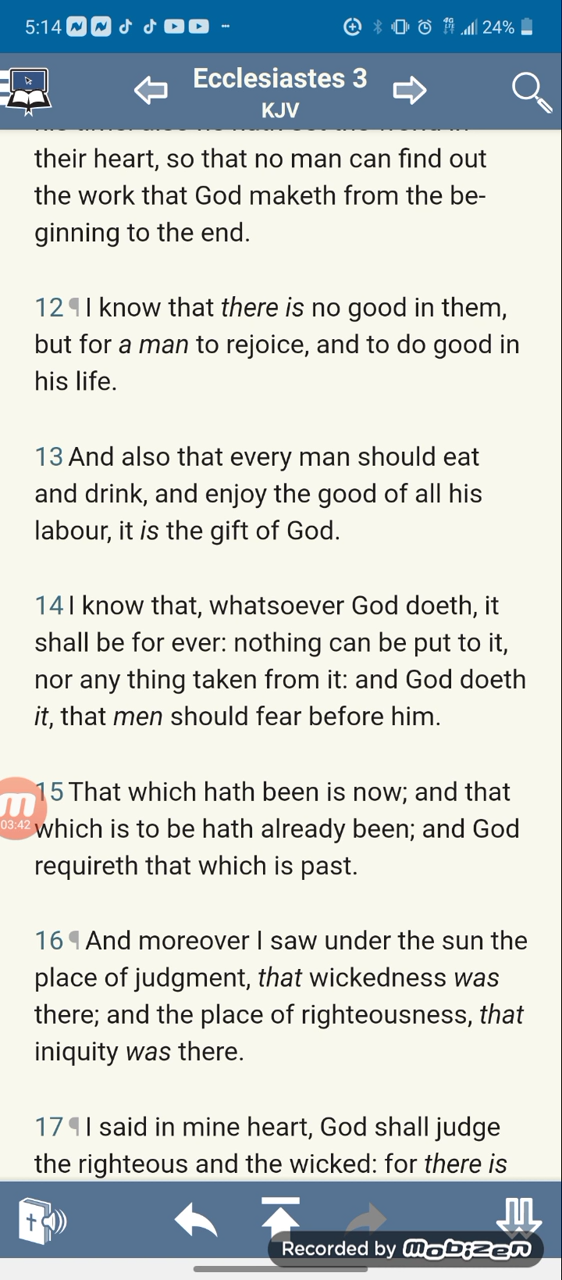 5:14 24%
Ecclesiastes 3
KJV
their heart, so that no man can find out
the work that God maketh from the be-
ginning to the end.
12 ¶ I know that there is no good in them,
but for a man to rejoice, and to do good in
his life.
13 And also that every man should eat
and drink, and enjoy the good of all his
labour, it is the gift of God.
14 I know that, whatsoever God doeth, it
shall be for ever: nothing can be put to it,
nor any thing taken from it: and God doeth
it, that men should fear before him.
15 That which hath been is now; and that
03:42
which is to be hath already been; and God
requireth that which is past.
16 ¶ And moreover I saw under the sun the
place of judgment, that wickedness was
there; and the place of righteousness, that
iniquity was there.
17 ¶ I said in mine heart, God shall judge
the righteous and the wicked: for there is
Recorded by Mobizen